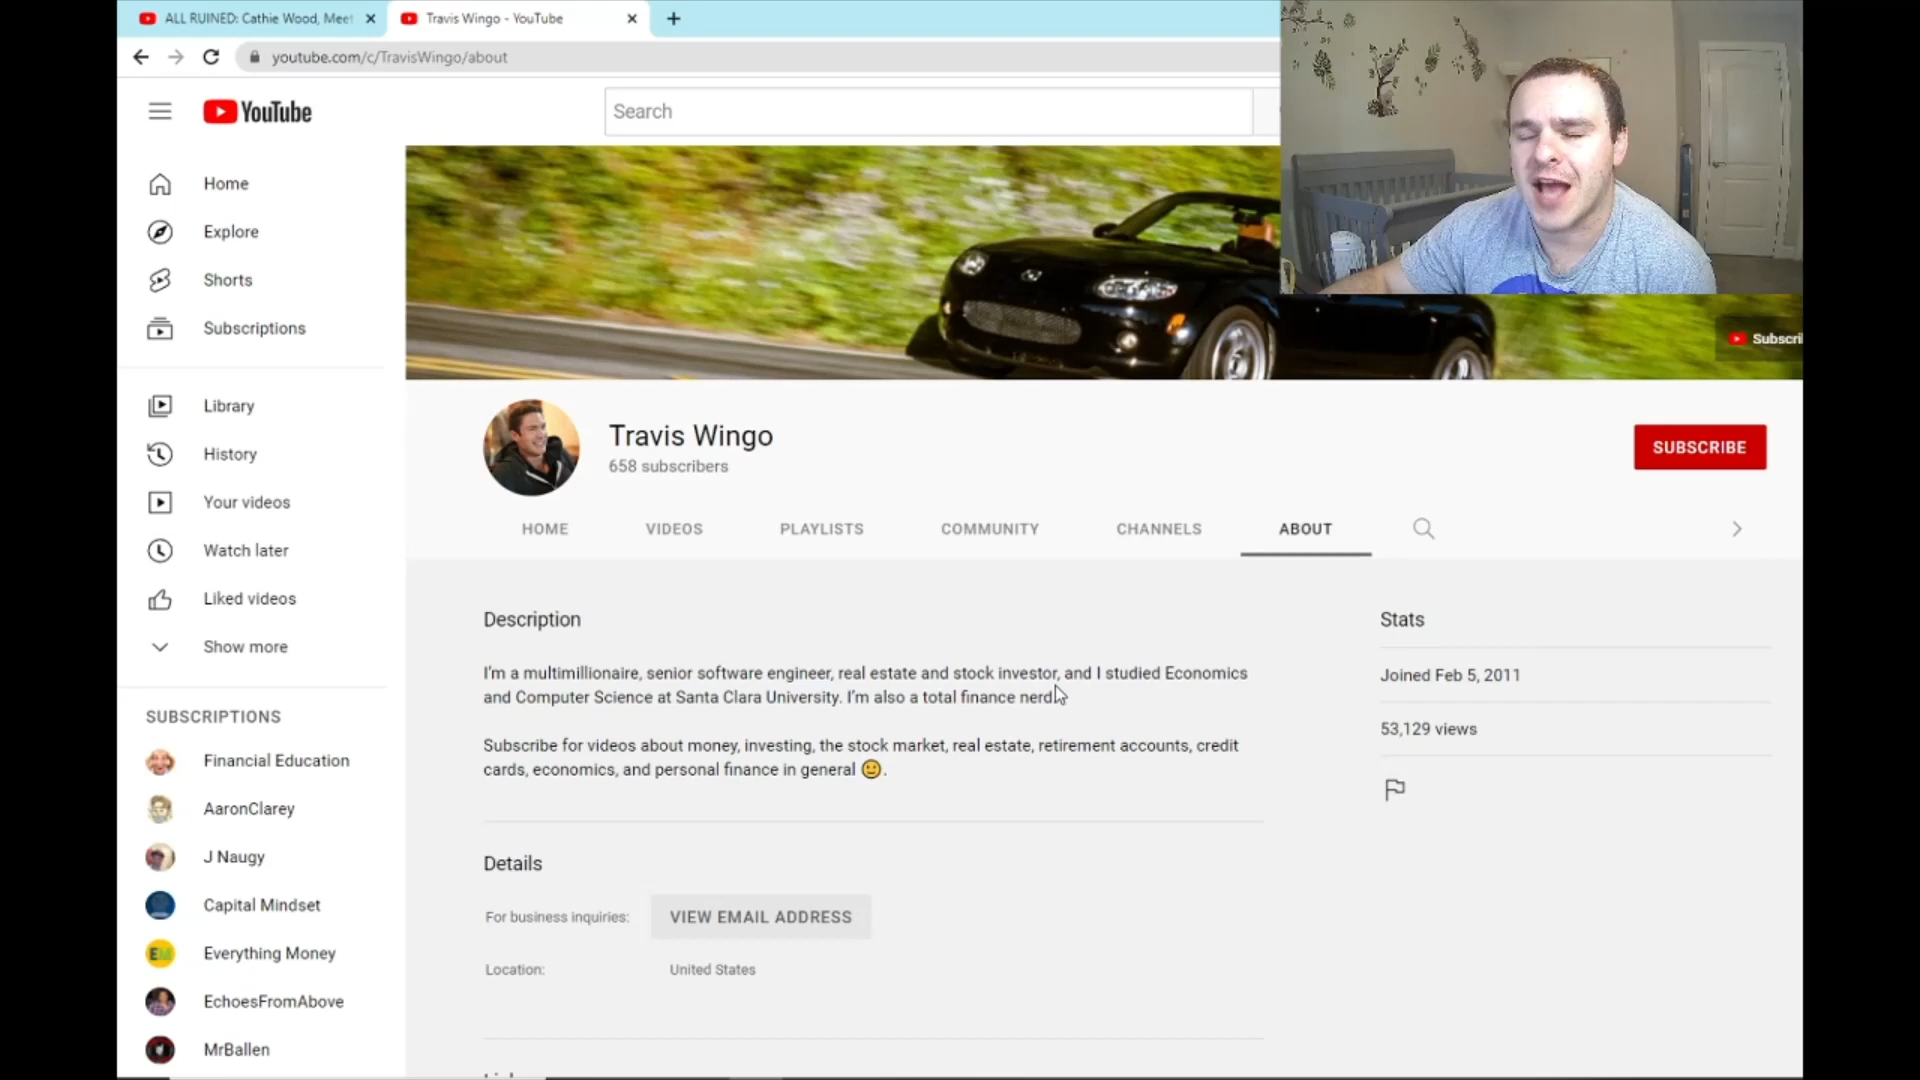 ALL RUINED: Cathie Wood, Meet
Travis Wingo - YouTube
youtube.com/c/TravisWingo/about
YouTube
Search
Home
Explore
Shorts
Subscriptions
Library
History
Your videos
Watch later
Liked videos
Show more
SUBSCRIPTIONS
Financial Education
AaronClarey
J Naugy
Capital Mindset
Everything Money
EM
EchoesFromAbove
MrBallen
Subscri
Travis Wingo
658 subscribers
SUBSCRIBE
HOME
VIDEOS
PLAYLISTS
COMMUNITY
CHANNELS
ABOUT
Description
I'm a multimillionaire, senior software engineer, real estate and stock investor, and I studied Economics
and Computer Science at Santa Clara University. I'm also a total finance nerd.
Subscribe for videos about money, investing, the stock market, real estate, retirement accounts, credit
cards, economics, and personal finance in general 🙂.
Details
For business inquiries:
VIEW EMAIL ADDRESS
Location:
United States
Stats
Joined Feb 5, 2011
53,129 views